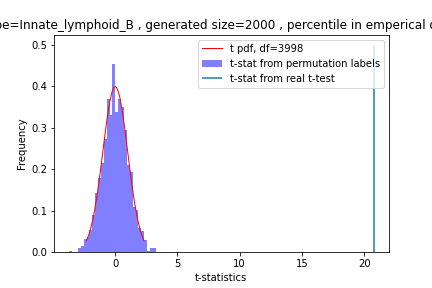 =Innate_lymphoid_B , generated size=2000 , percentile in emperical
t pdf, df=3998
t-stat from permutation labels
t-stat from real t-test
0.5
0.4
0.3
0.2
0.1
0.0
Frequency
0
5
10
15
20
t-statistics